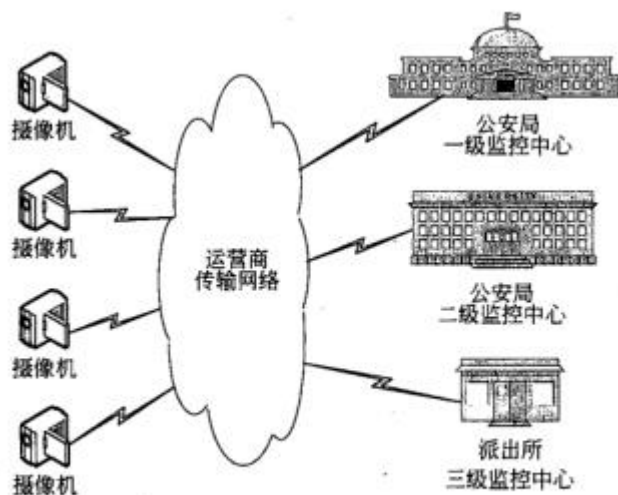 摄像机
摄像机
摄像机
摄像机
运营商
传输网络
公安局
一级监控中心
UNIVERSITY
公安局
二级监控中心
派出所
三级监控中心